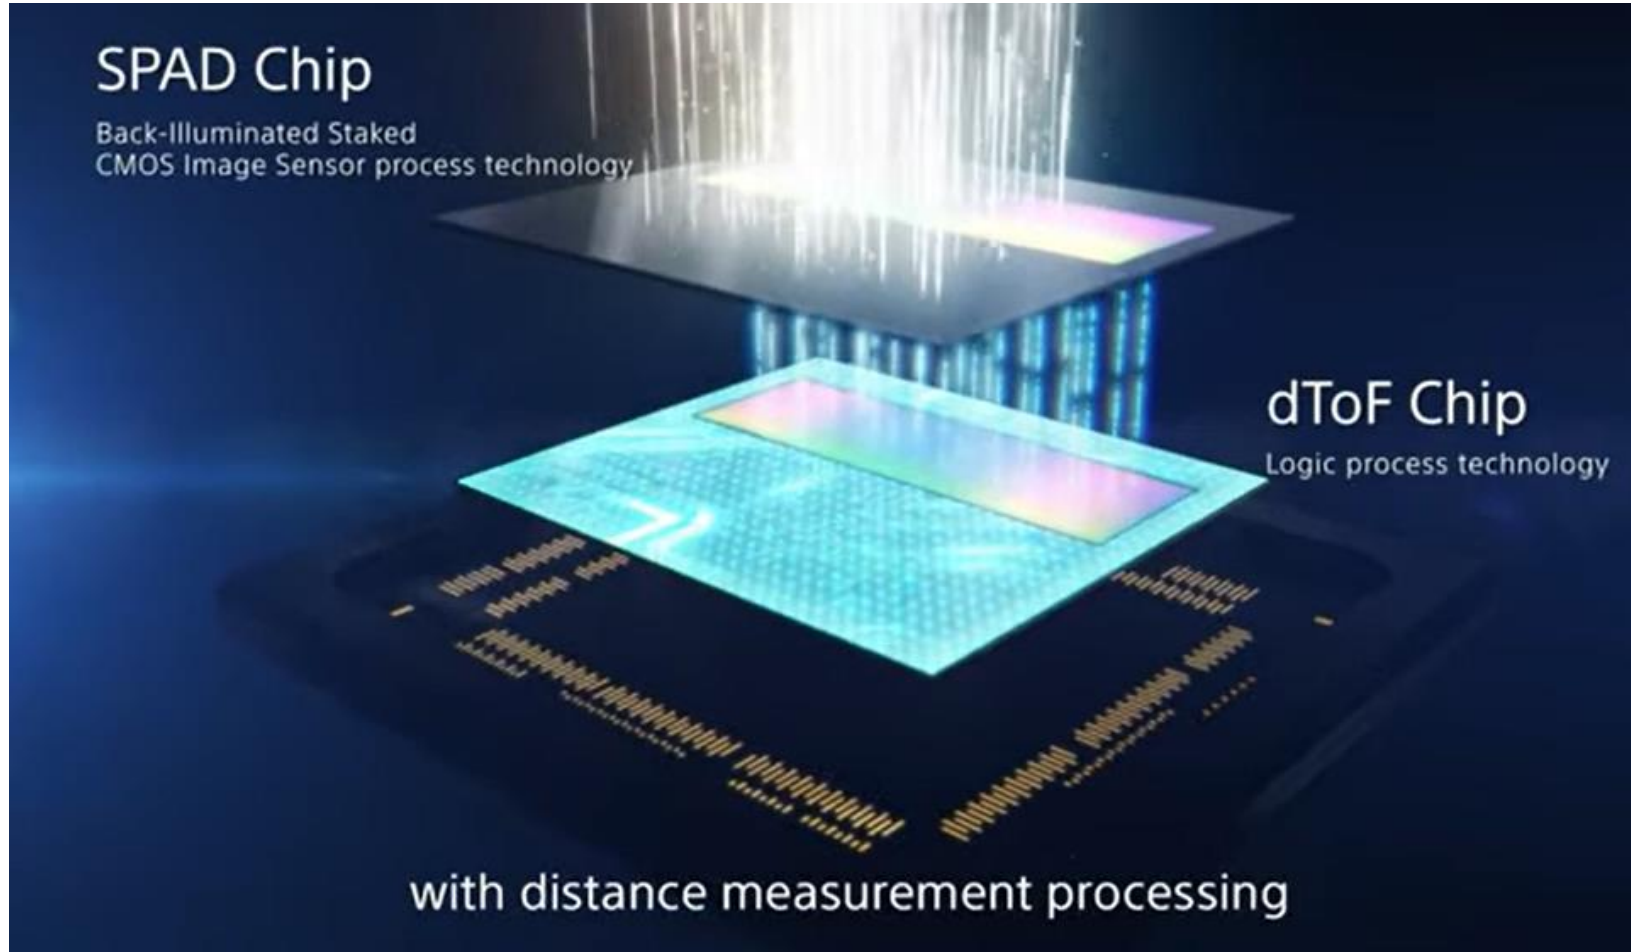 SPAD Chip
Back-Illuminated Staked
CMOS Image Sensor process technology
dToF Chip
Logic process technology
with distance measurement processing